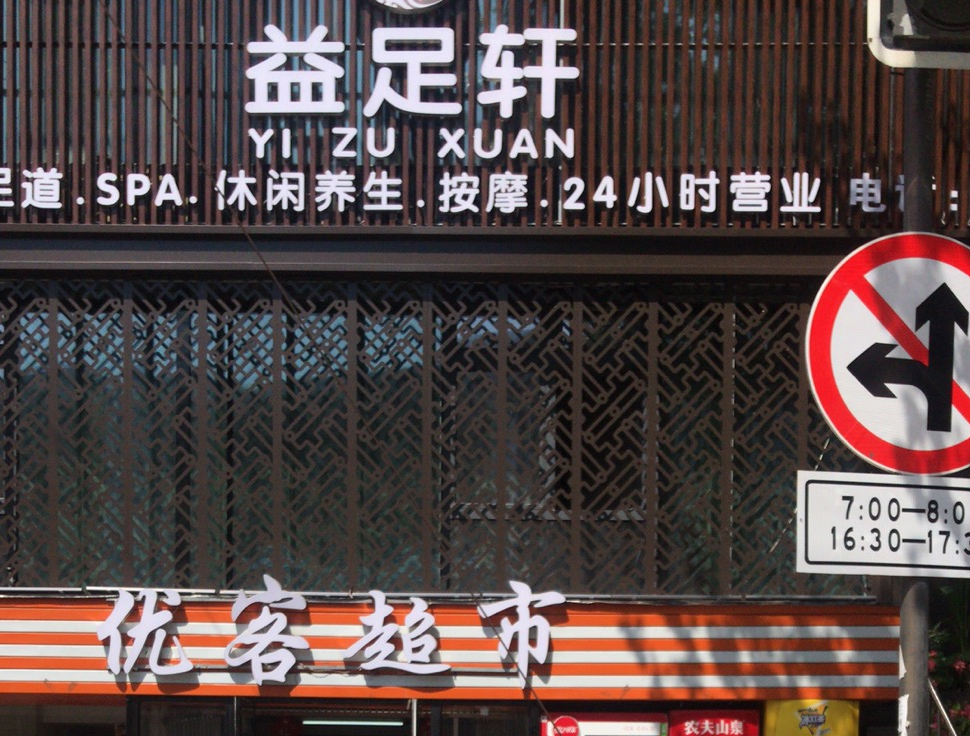 益足轩
YI ZU XUAN
足道.SPA.休闲养生.按摩.24小时营业 电
7:00—8:0
16:30—17:3
优客超市
农夫山泉